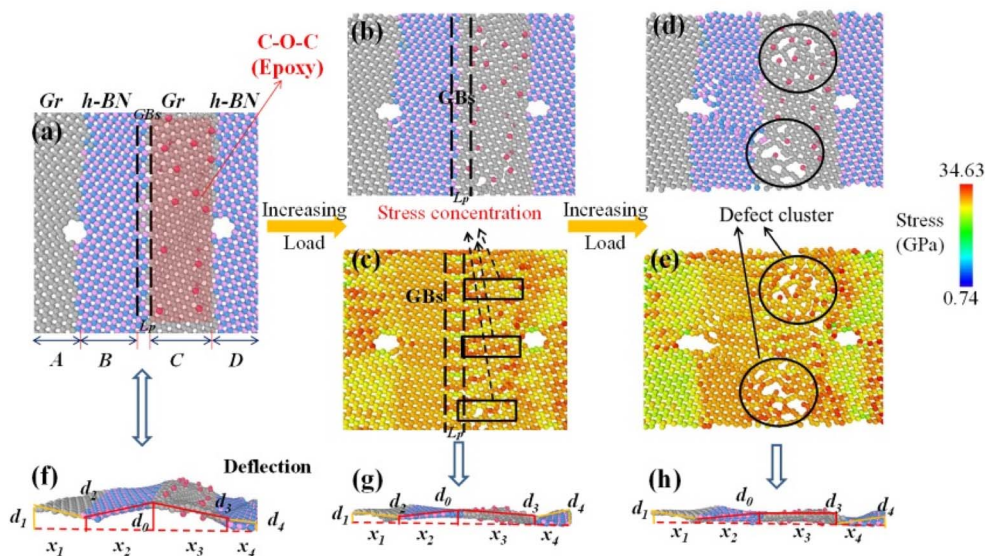 C-O-C
(Epoxy)
Gr h-BN Gr h-BN
(a)
GBs
Lp
A B C D
Increasing
Load
(b)
GBs
Lp
Stress concentration
Increasing
Load
(c)
GBs
Lp
(d)
Defect cluster
(e)
34.63
Stress
(GPa)
0.74
(f)
Deflection
d1 d2 d0 d3 d4
x1 x2 x3 x4
(g)
d1 d2 d0 d3 d4
x1 x2 x3 x4
(h)
d1 d2 d0 d3 d4
x1 x2 x3 x4